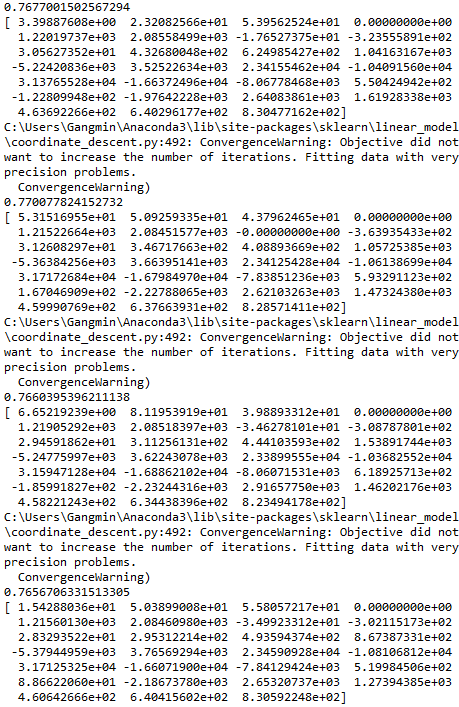 0.7677001502567294
[ 3.39887608e+00  2.32082566e+01  5.39562524e+01  0.00000000e+00
  1.22019737e+03  2.08558499e+03 -1.76527375e+01 -3.23555891e+02
  3.05627352e+01  4.32680048e+02  6.24985427e+02  1.04163167e+03
 -5.22420836e+03  3.52522634e+03  2.34155462e+04 -1.04091560e+04
  3.13765528e+04 -1.66372496e+04 -8.06778468e+03  5.50424942e+02
 -1.22809948e+02 -1.97642228e+03  2.64083861e+03  1.61928338e+03
  4.63692266e+02  6.40296177e+02  8.30477162e+02]
C:\Users\Gangmin\Anaconda3\lib\site-packages\sklearn\linear_model
\coordinate_descent.py:492: ConvergenceWarning: Objective did not
want to increase the number of iterations. Fitting data with very
precision problems.
  ConvergenceWarning)
0.770077824152732
[ 5.31516955e+01  5.09259335e+01  4.37962465e+01  0.00000000e+00
  1.21522664e+03  2.08451577e+03 -0.00000000e+00 -3.63935433e+02
  3.12608297e+01  3.46717663e+02  4.08893669e+02  1.05725385e+03
 -5.36384256e+03  3.66395141e+03  2.34125428e+04 -1.06138699e+04
  3.17172684e+04 -1.67984970e+04 -7.83851236e+03  5.93291123e+02
  1.67046909e+02 -2.22788065e+03  2.62103263e+03  1.47324380e+03
  4.59990769e+02  6.37663931e+02  8.28571411e+02]
C:\Users\Gangmin\Anaconda3\lib\site-packages\sklearn\linear_model
\coordinate_descent.py:492: ConvergenceWarning: Objective did not
want to increase the number of iterations. Fitting data with very
precision problems.
  ConvergenceWarning)
0.7660395396211138
[ 6.65219239e+00  8.11953919e+01  3.98893312e+01  0.00000000e+00
  1.21905292e+03  2.08518397e+03 -3.46278101e+01 -3.08787801e+02
  2.94591862e+01  3.11256131e+02  4.44103593e+02  1.53891744e+03
 -5.24775997e+03  3.62243078e+03  2.33899555e+04 -1.03682552e+04
  3.15947128e+04 -1.68862102e+04 -8.06071531e+03  6.18925713e+02
 -1.85991827e+02 -2.23244316e+03  2.91657750e+03  1.46202176e+03
  4.58221243e+02  6.34438396e+02  8.23494178e+02]
C:\Users\Gangmin\Anaconda3\lib\site-packages\sklearn\linear_model
\coordinate_descent.py:492: ConvergenceWarning: Objective did not
want to increase the number of iterations. Fitting data with very
precision problems.
  ConvergenceWarning)
0.7656706331513305
[ 1.54288036e+01  5.03899008e+01  5.58057217e+01  0.00000000e+00
  1.21560130e+03  2.08460980e+03 -3.49923312e+01 -3.02115173e+02
  2.83293522e+01  2.95312214e+02  4.93594374e+02  8.67387331e+02
 -5.37944959e+03  3.76569294e+03  2.34590928e+04 -1.08106812e+04
  3.17125325e+04 -1.66071900e+04 -7.84129424e+03  5.19984506e+02
  8.86622060e+01 -2.18673780e+03  2.65320737e+03  1.27394385e+03
  4.60642666e+02  6.40415602e+02  8.30592248e+02]